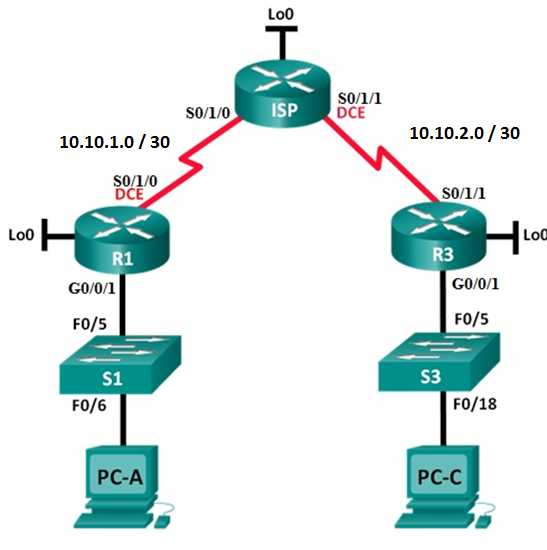 Lo0
ISP
S0/1/0
S0/1/1
DCE
10.10.1.0 / 30
10.10.2.0 / 30
S0/1/0
DCE
S0/1/1
Lo0
R1
R3
Lo0
G0/0/1
G0/0/1
F0/5
F0/5
S1
S3
F0/6
F0/18
PC-A
PC-C